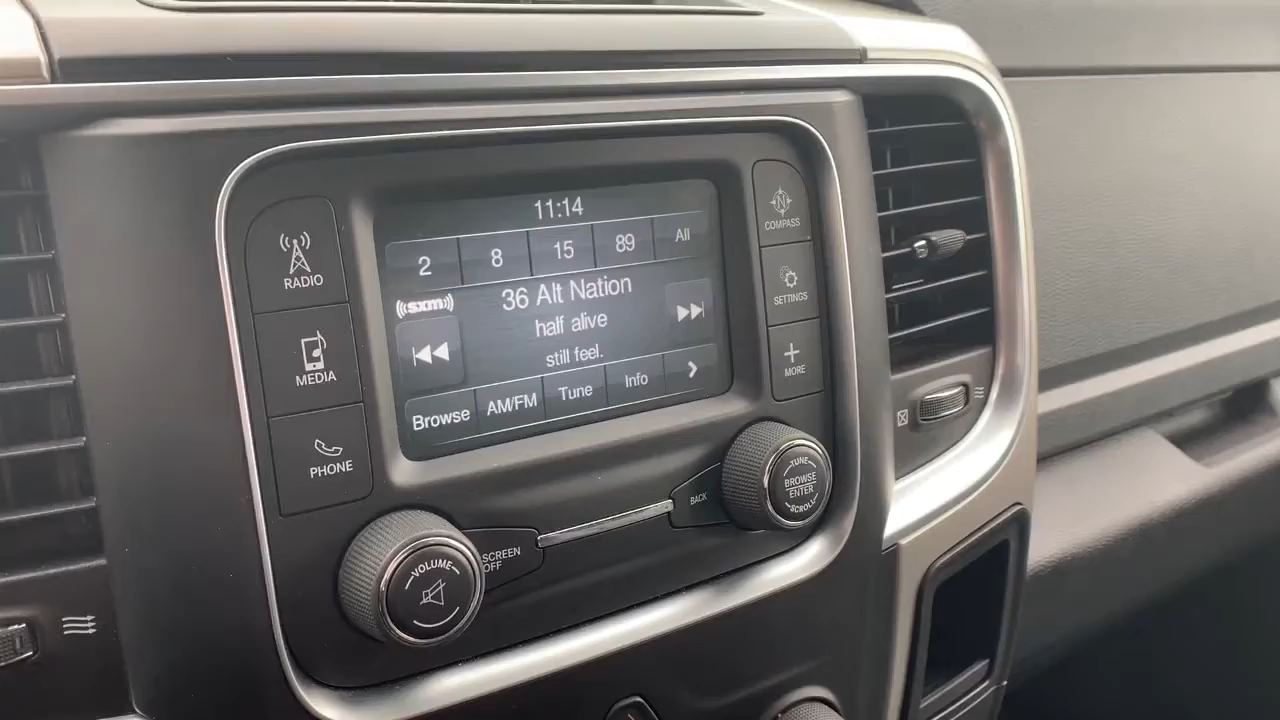 11:14
2 8 15 89 All
((sxm))
36 Alt Nation
half alive
still feel.
Browse AM/FM Tune Info
RADIO
MEDIA
PHONE
COMPASS
N
SETTINGS
MORE
VOLUME
SCREEN
OFF
BACK
TUNE
BROWSE
ENTER
SCROLL